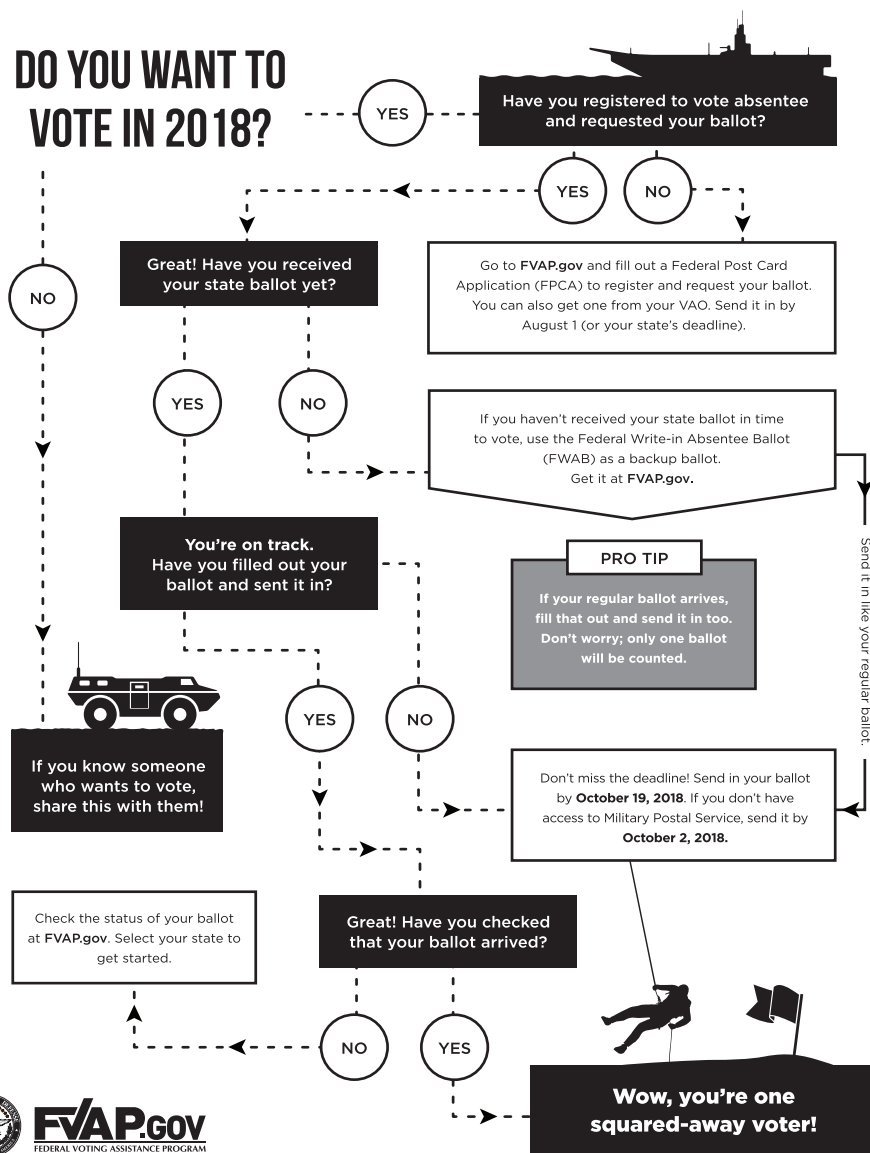 DO YOU WANT TO
VOTE IN 2018?
YES
Have you registered to vote absentee
and requested your ballot?
YES
NO
Great! Have you received
your state ballot yet?
Go to FVAP.gov and fill out a Federal Post Card
Application (FPCA) to register and request your ballot.
You can also get one from your VAO. Send it in by
August 1 (or your state's deadline).
NO
YES
NO
If you haven't received your state ballot in time
to vote, use the Federal Write-in Absentee Ballot
(FWAB) as a backup ballot.
Get it at FVAP.gov.
Send it in like your regular ballot.
You're on track.
Have you filled out your
ballot and sent it in?
PRO TIP
If your regular ballot arrives,
fill that out and send it in too.
Don't worry; only one ballot
will be counted.
YES
NO
If you know someone
who wants to vote,
share this with them!
Don't miss the deadline! Send in your ballot
by October 19, 2018. If you don't have
access to Military Postal Service, send it by
October 2, 2018.
Check the status of your ballot
at FVAP.gov. Select your state to
get started.
Great! Have you checked
that your ballot arrived?
NO
YES
Wow, you're one
squared-away voter!
FVAP.GOV
FEDERAL VOTING ASSISTANCE PROGRAM